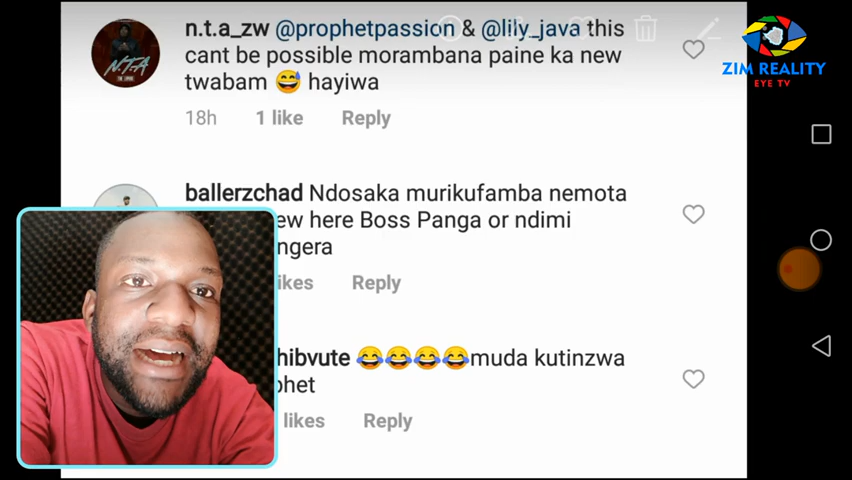 n.t.a_zw @prophetpassion & @lily_java this
cant be possible morambana paine ka new
twabam 😅 hayiwa
18h 1 like Reply
ZIM REALITY
EYE TV
N.T.A
ballerzchad Ndosaka murikufamba nemota
ew here Boss Panga or ndimi
ngera
ikes Reply
hibvute 😂😂😂😂muda kutinzwa
phet
likes Reply